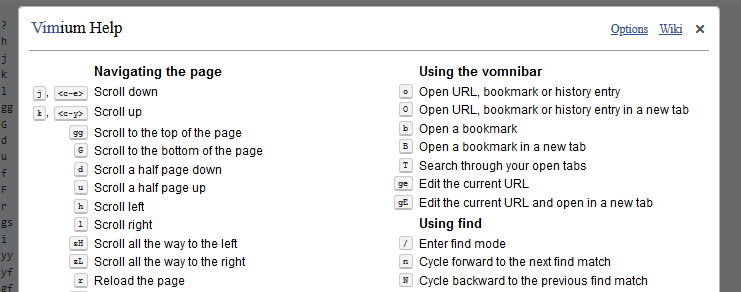 Vimium Help
Options Wiki ×
Navigating the page
j, <c-e> Scroll down
k, <c-y> Scroll up
gg Scroll to the top of the page
G Scroll to the bottom of the page
d Scroll a half page down
u Scroll a half page up
h Scroll left
l Scroll right
zH Scroll all the way to the left
zL Scroll all the way to the right
r Reload the page
Using the vomnibar
o Open URL, bookmark or history entry
O Open URL, bookmark or history entry in a new tab
b Open a bookmark
B Open a bookmark in a new tab
T Search through your open tabs
ge Edit the current URL
gE Edit the current URL and open in a new tab
Using find
/ Enter find mode
n Cycle forward to the next find match
N Cycle backward to the previous find match
?
h
j
k
l
gg
G
d
u
f
F
r
gs
i
yy
yf
gf